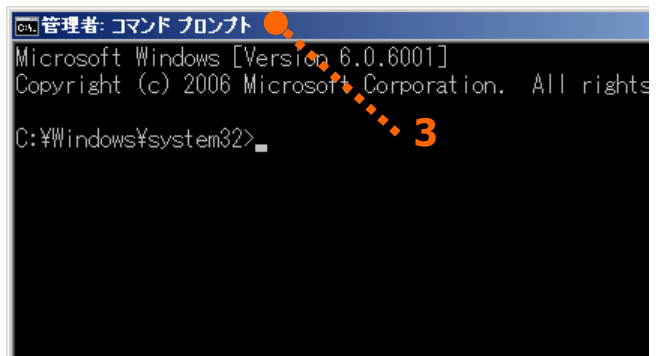 管理者: コマンド プロンプト
Microsoft Windows [Version 6.0.6001]
Copyright (c) 2006 Microsoft Corporation.  All rights
C:¥Windows¥system32>
3